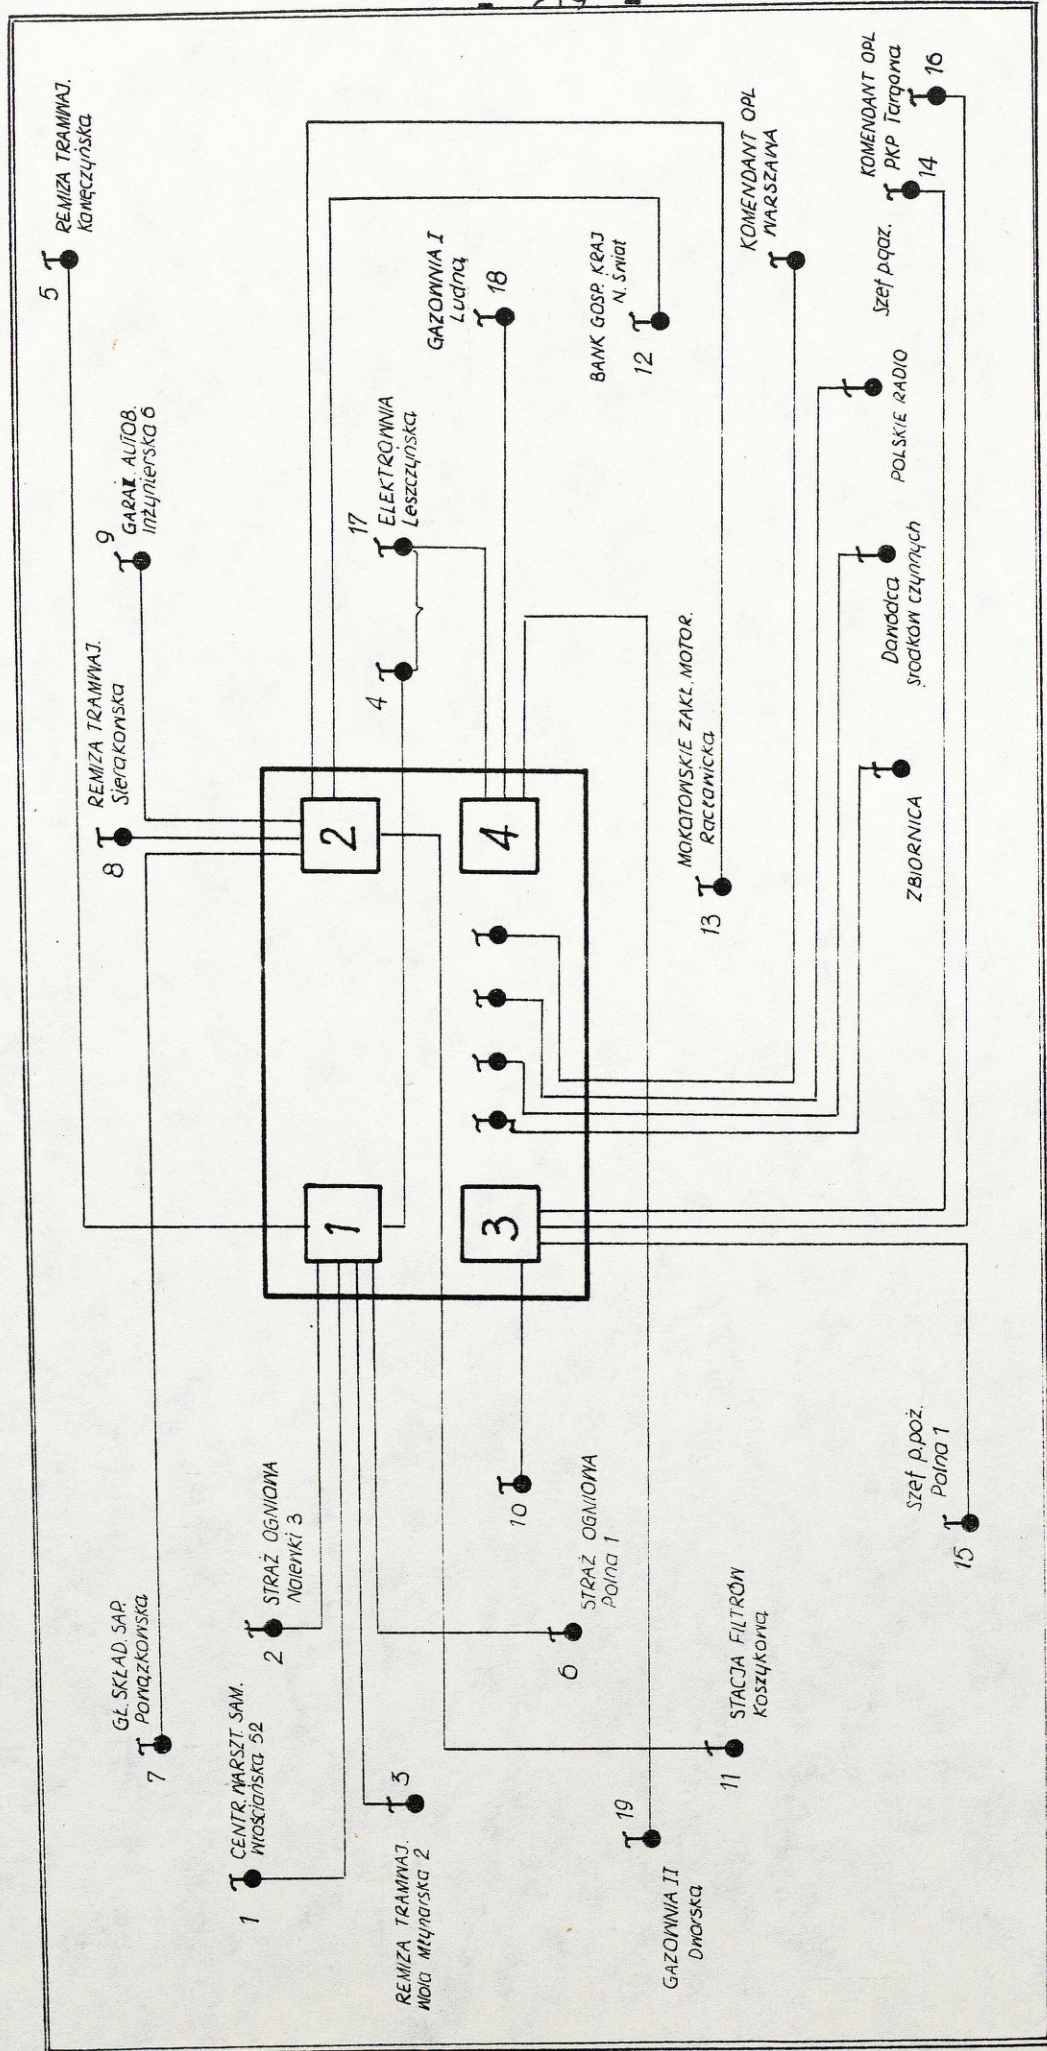 - 219 -
5
REMIZA TRAMWAJ.
Kawęczyńska
9
GARAŻ. AUTOB.
Inżynierska 6
8
REMIZA TRAMWAJ.
Sierakowska
7
GŁ. SKŁAD. SAP.
Powązkowska
1
CENTR. WARSZT. SAM.
Włościańska 52
2
STRAŻ OGNIOWA
Nalewki 3
3
REMIZA TRAMWAJ.
Wola Młynarska 2
1
2
3
4
4
17
ELEKTROWNIA
Leszczyńska
GAZOWNIA I
Ludna
18
BANK GOSP. KRAJ
N. Świat
12
10
6
STRAŻ OGNIOWA
Polna 1
19
GAZOWNIA II
Dworska
11
STACJA FILTRÓW
Koszykowa
13
MOKOTOWSKIE ZAKŁ. MOTOR.
Racławicka
KOMENDANT OPL
WARSZAWA
POLSKIE RADIO
Dowódca
środków czynnych
ZBIORNICA
Szef p.gaz.
14
KOMENDANT OPL
PKP Targowa
16
Szef p.poż.
Polna 1
15